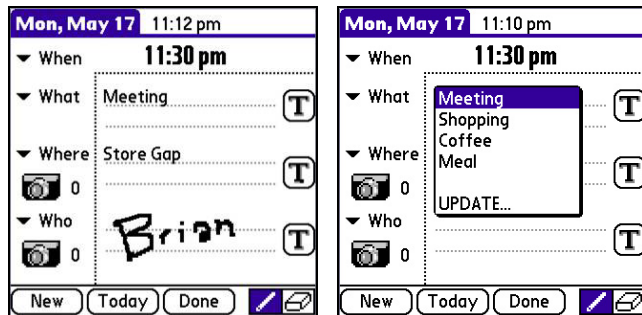 Mon, May 17 11:12 pm
When 11:30 pm
What Meeting T
Where Store Gap T
0
Who Brian T
0
New Today Done
Mon, May 17 11:10 pm
When 11:30 pm
What Meeting T
Shopping
Coffee
Where Meal T
0
UPDATE...
Who T
0
New Today Done